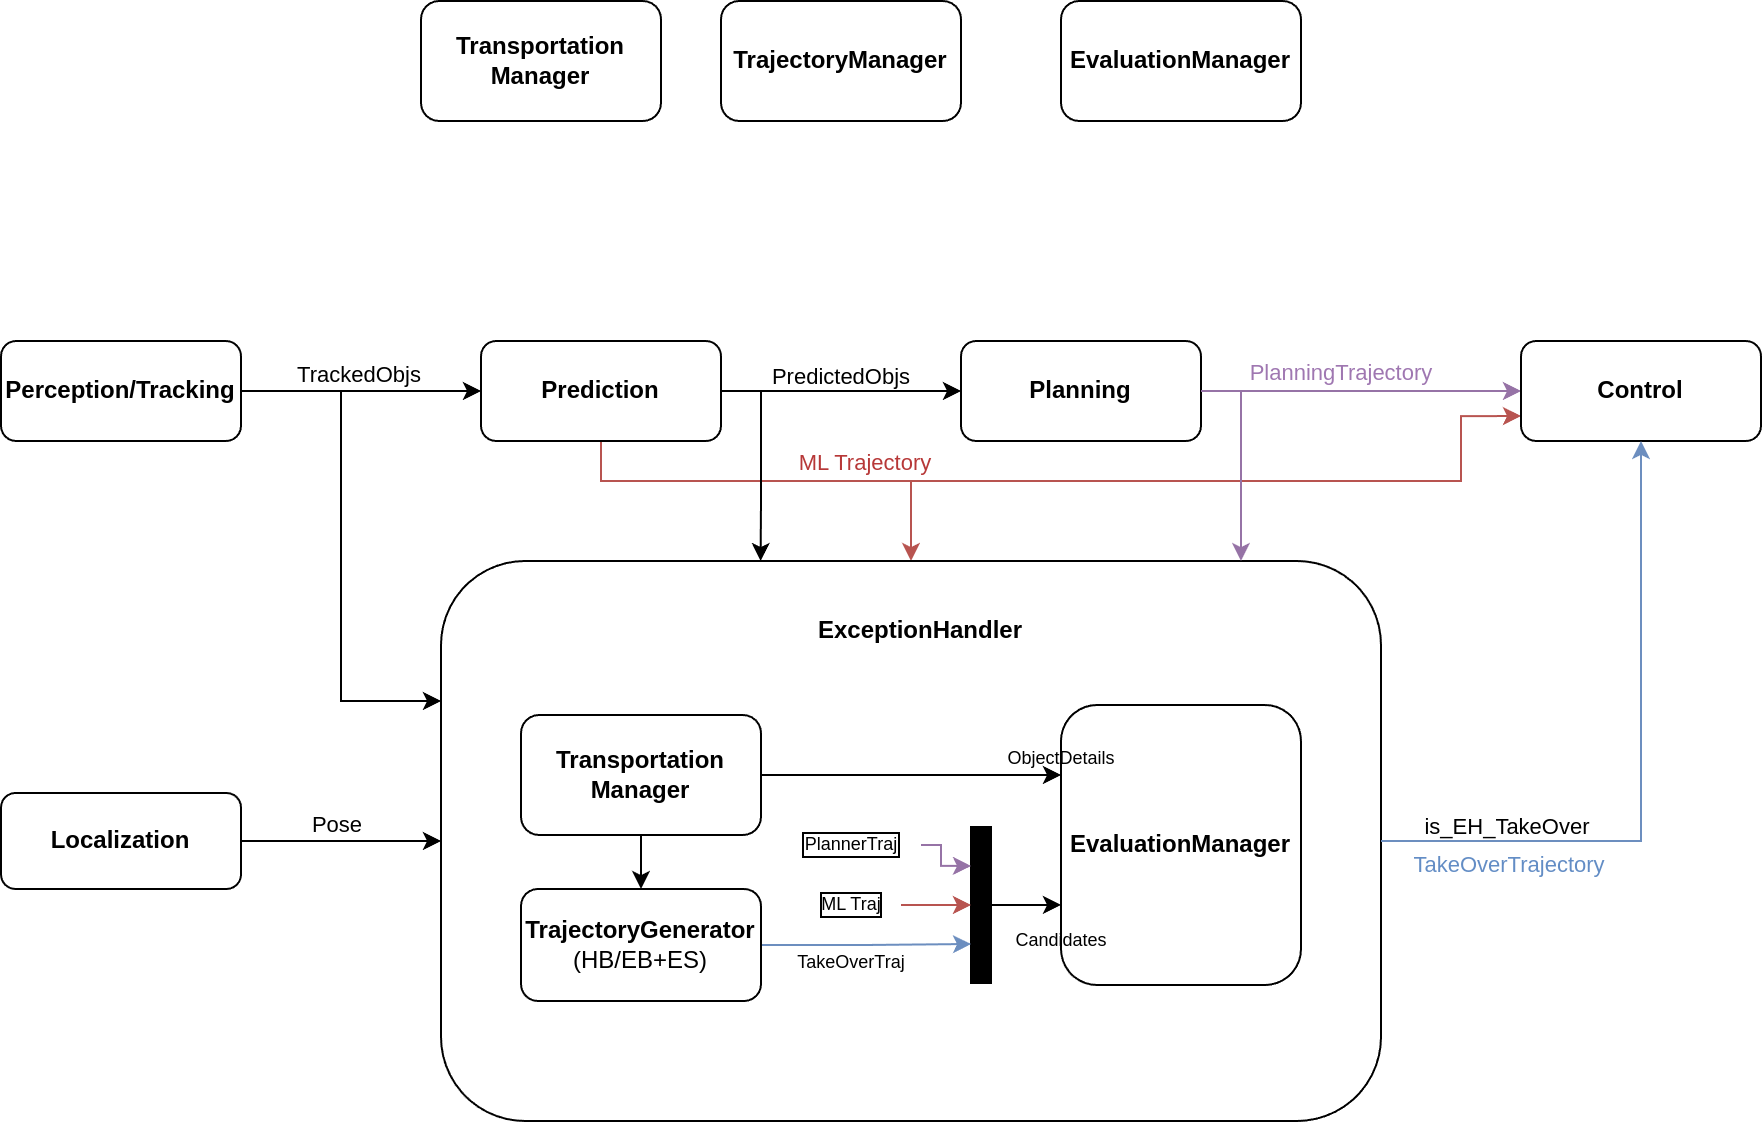 Transportation
Manager
TrajectoryManager
EvaluationManager
Perception/Tracking
TrackedObjs
Prediction
PredictedObjs
Planning
PlanningTrajectory
Control
ML Trajectory
ExceptionHandler
Transportation
Manager
ObjectDetails
EvaluationManager
Localization
Pose
PlannerTraj
ML Traj
Candidates
TrajectoryGenerator
(HB/EB+ES)
TakeOverTraj
is_EH_TakeOver
TakeOverTrajectory